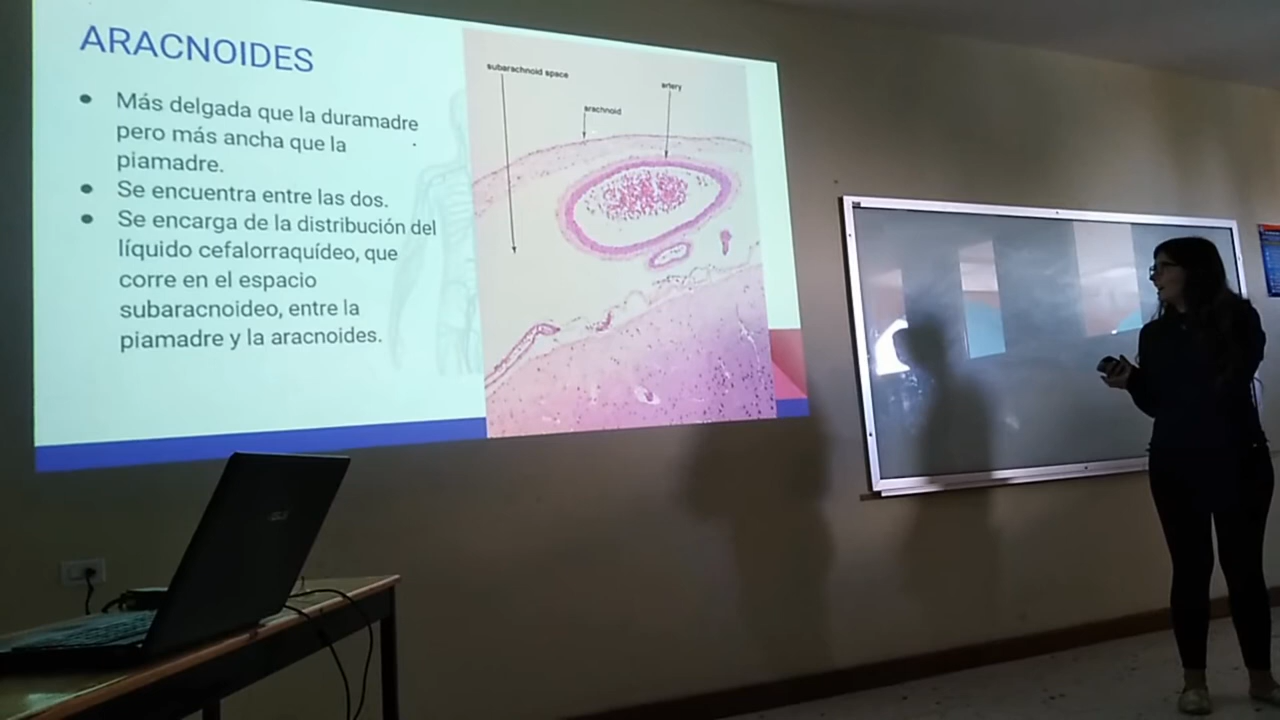 ARACNOIDES
● Más delgada que la duramadre
pero más ancha que la
piamadre.
● Se encuentra entre las dos.
● Se encarga de la distribución del
líquido cefalorraquídeo, que
corre en el espacio
subaracnoideo, entre la
piamadre y la aracnoides.
subarachnoid space
arachnoid
artery